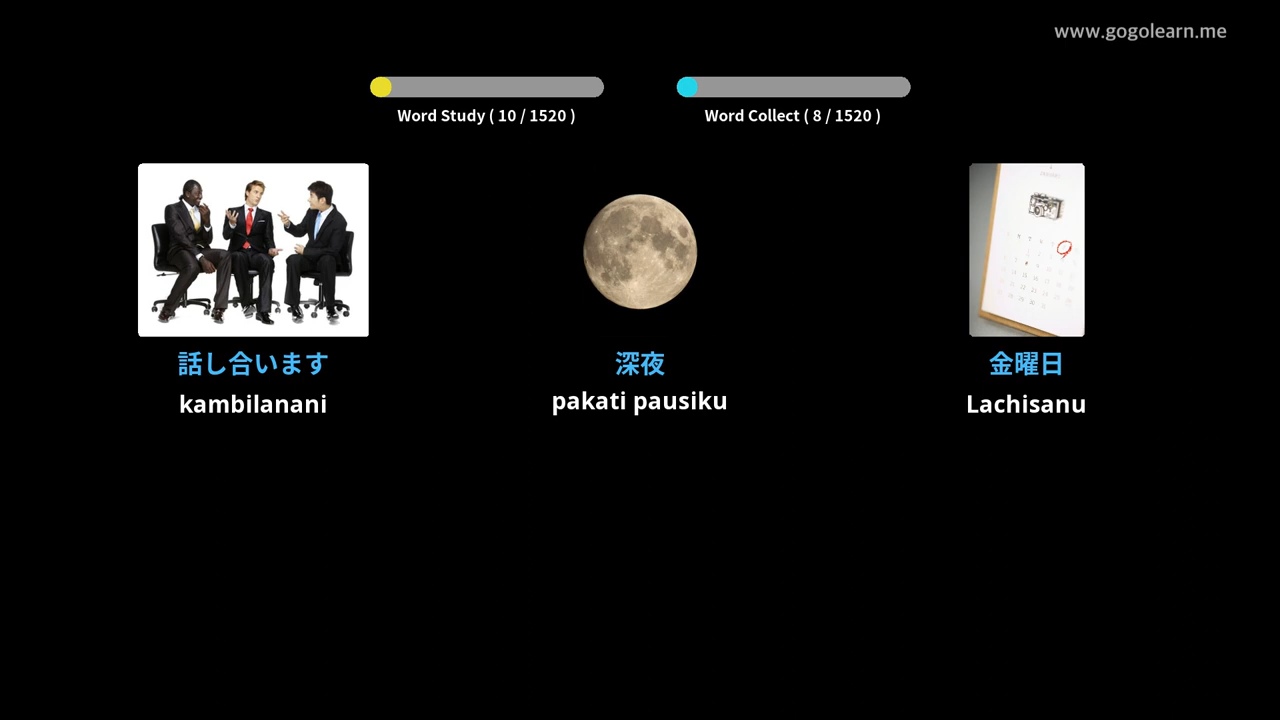 www.gogolearn.me
Word Study ( 10 / 1520 )
Word Collect ( 8 / 1520 )
話し合います
深夜
金曜日
kambilanani
pakati pausiku
Lachisanu